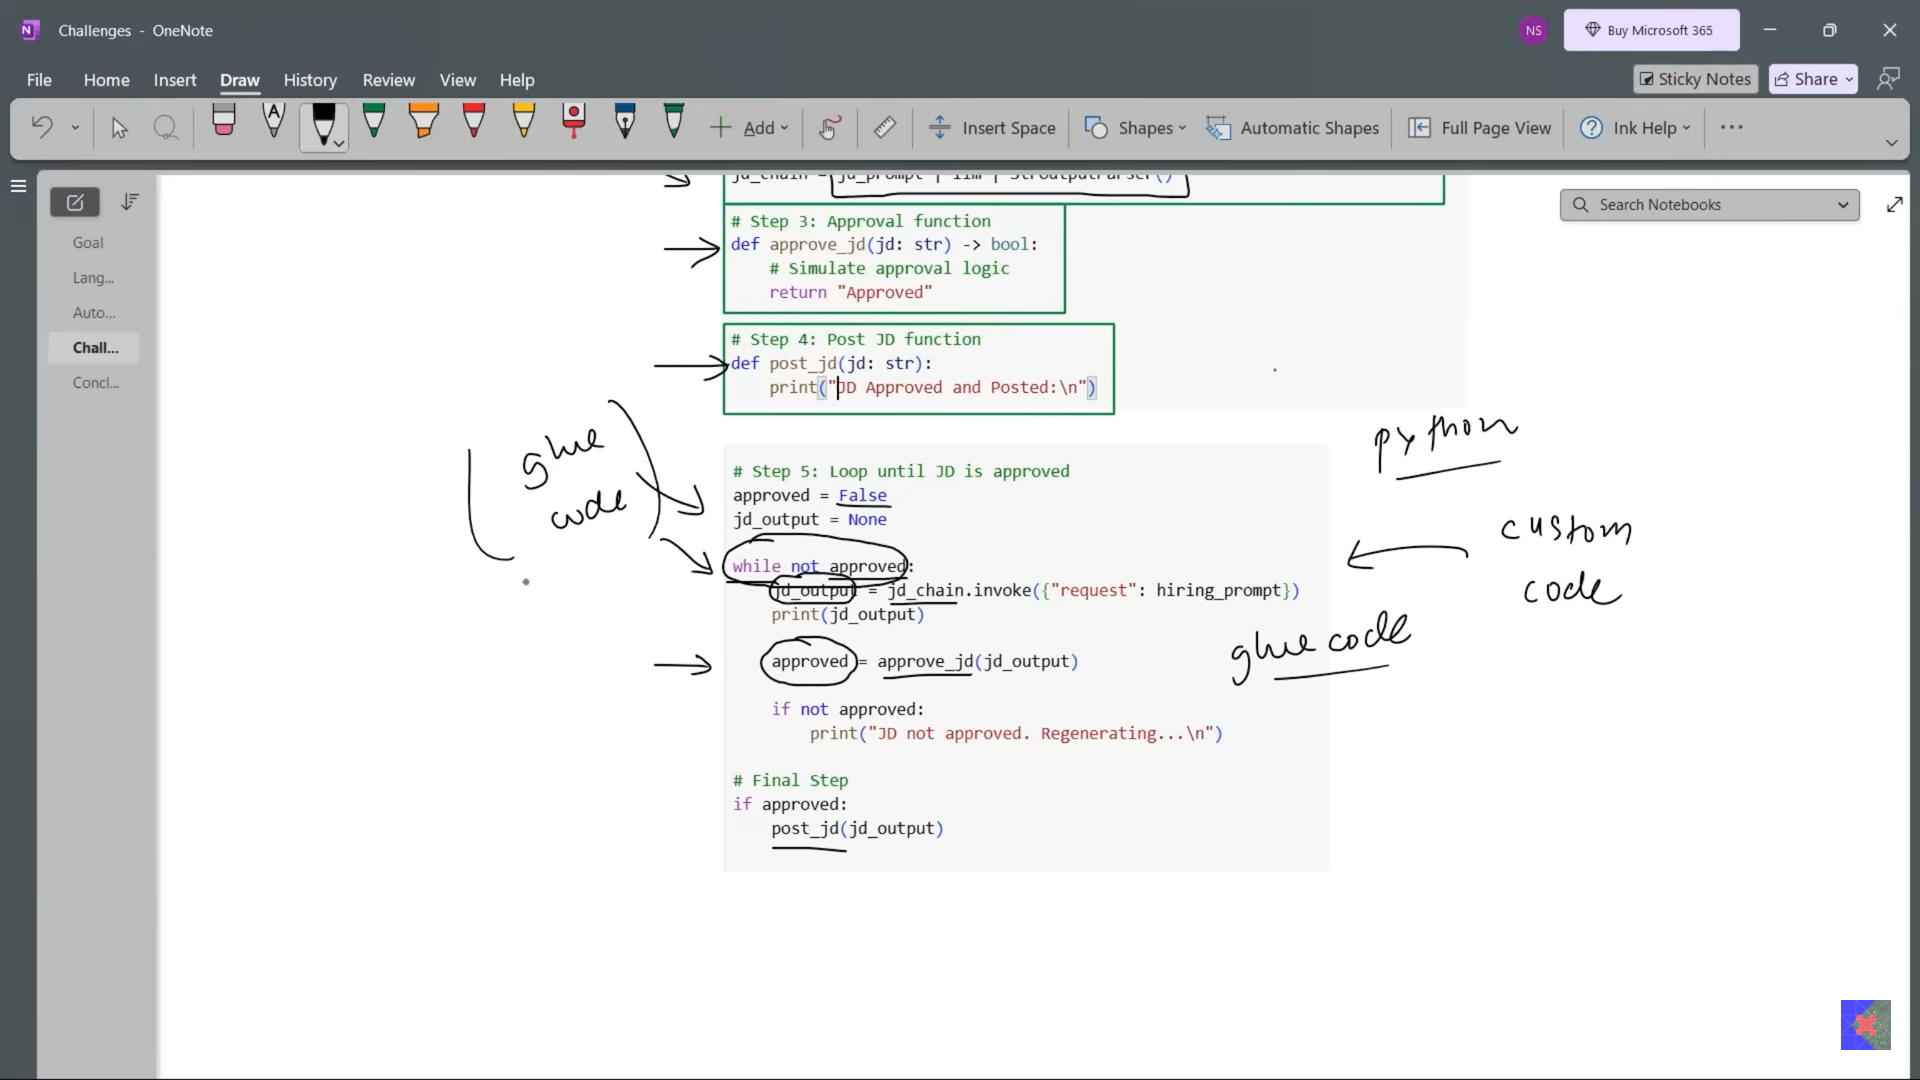 Challenges - OneNote
NS
Buy Microsoft 365
File Home Insert Draw History Review View Help
Sticky Notes
Share
Add
Insert Space
Shapes
Automatic Shapes
Full Page View
Ink Help
Search Notebooks
Goal
Lang...
Auto...
Chall...
Concl...
jd_chain = jd_prompt | llm | StrOutputParser()
# Step 3: Approval function
def approve_jd(jd: str) -> bool:
# Simulate approval logic
return "Approved"
# Step 4: Post JD function
def post_jd(jd: str):
print("JD Approved and Posted:\n")
glue
code
python
custom
code
glue code
# Step 5: Loop until JD is approved
approved = False
jd_output = None
while not approved:
jd_output = jd_chain.invoke({"request": hiring_prompt})
print(jd_output)
approved = approve_jd(jd_output)
if not approved:
print("JD not approved. Regenerating...\n")
# Final Step
if approved:
post_jd(jd_output)